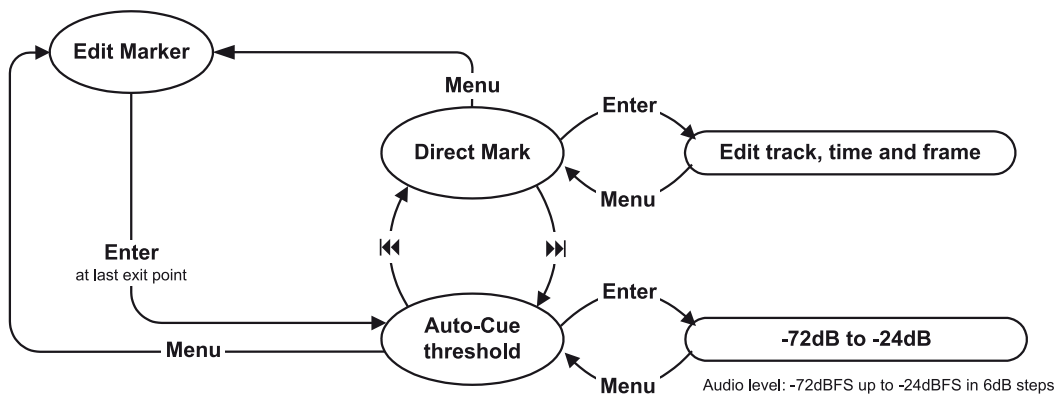 Edit Marker
Menu
Enter
Direct Mark
Edit track, time and frame
Menu
Enter
at last exit point
Enter
Auto-Cue
threshold
-72dB to -24dB
Menu
Menu
Audio level: -72dBFS up to -24dBFS in 6dB steps